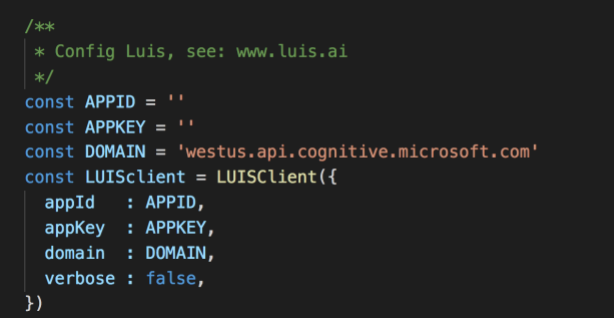 /**
* Config Luis, see: www.luis.ai
*/
const APPID = ''
const APPKEY = ''
const DOMAIN = 'westus.api.cognitive.microsoft.com'
const LUISclient = LUISClient({
appId : APPID,
appKey : APPKEY,
domain : DOMAIN,
verbose : false,
})